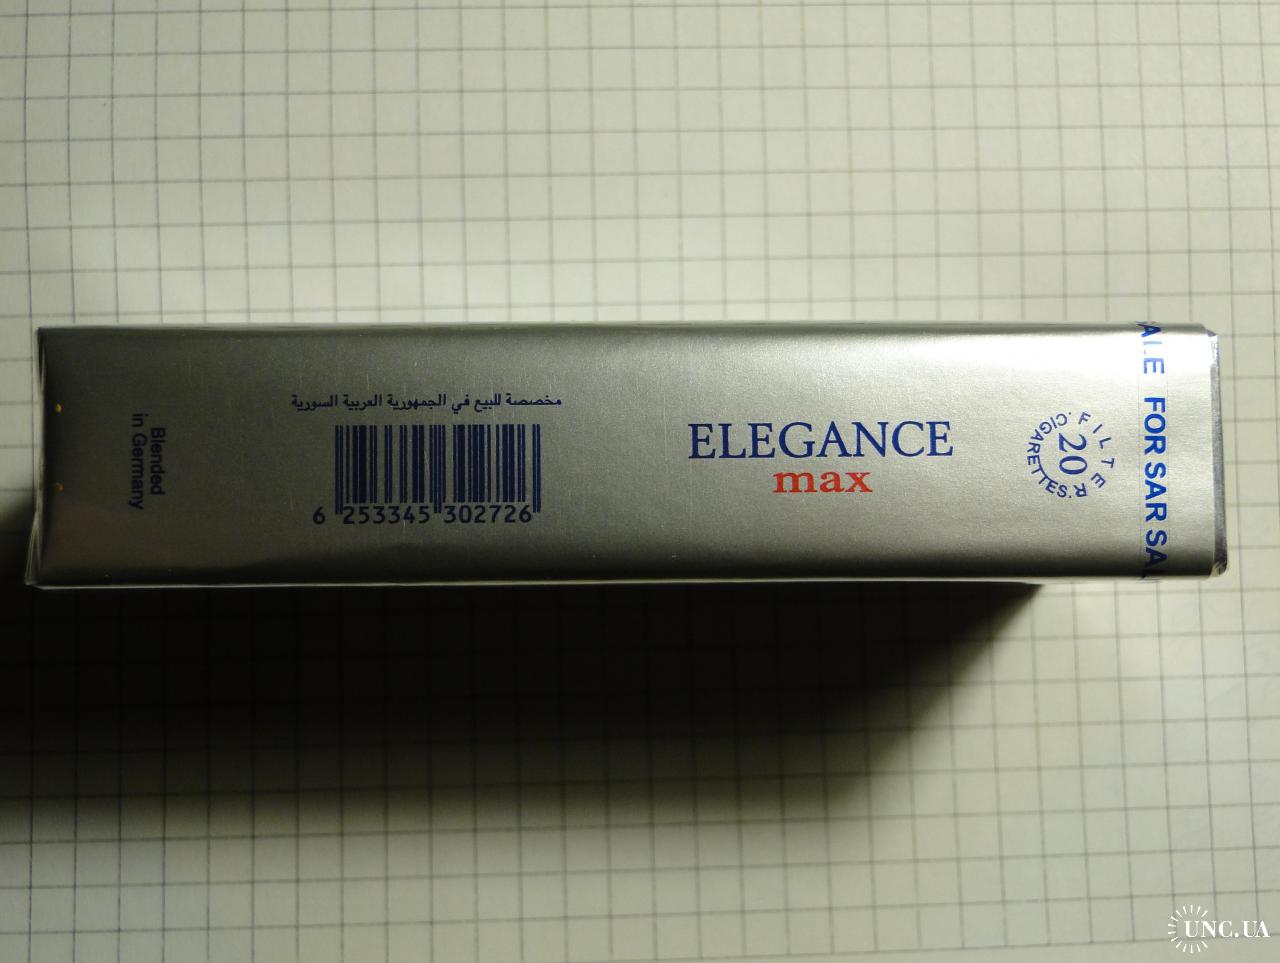 Blended
in Germany
مخصصة للبيع في الجمهورية العربية السورية
6 253345 302726
ELEGANCE
max
FILTER
20
CIGARETTES.
ALE FOR SAR SA
UNC.UA